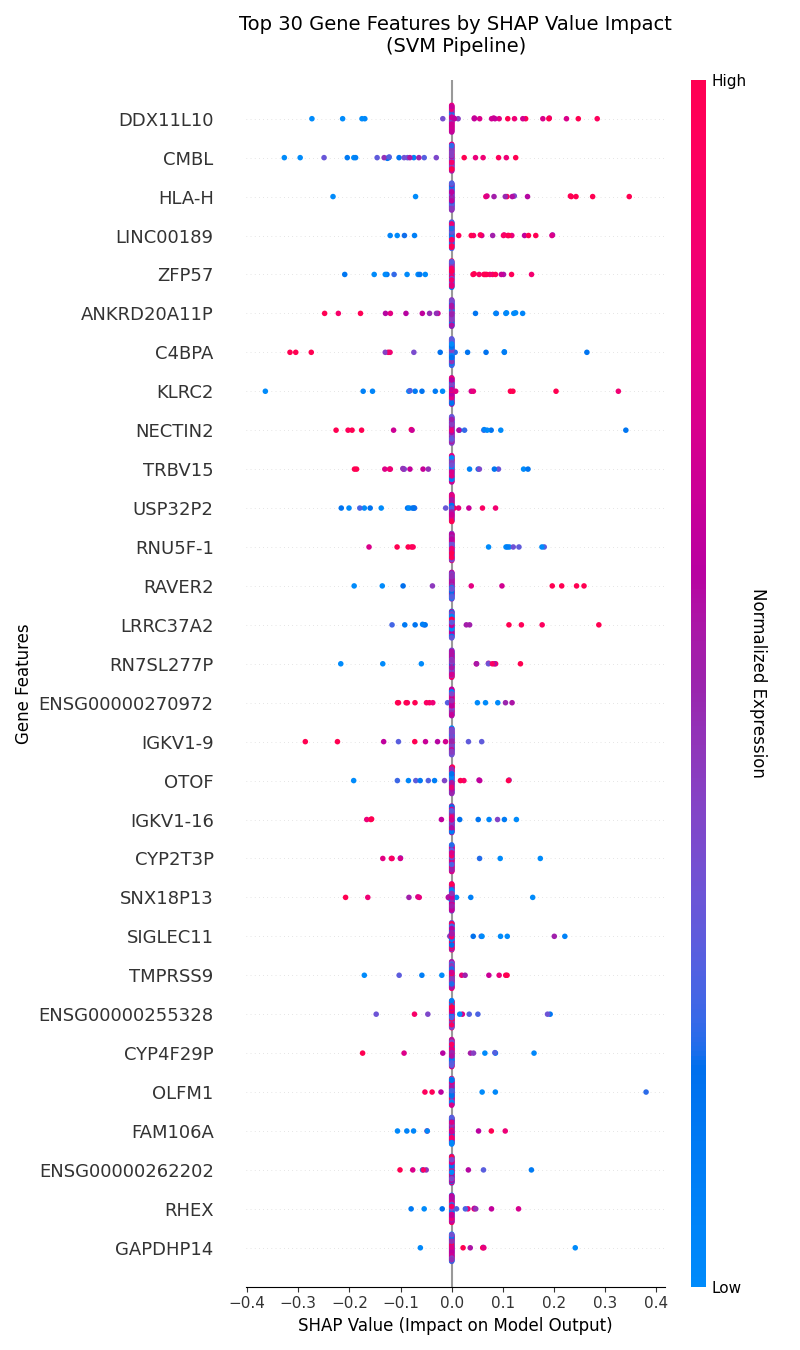 Top 30 Gene Features by SHAP Value Impact
(SVM Pipeline)
High
DDX11L10
CMBL
HLA-H
LINC00189
ZFP57
ANKRD20A11P
C4BPA
KLRC2
NECTIN2
TRBV15
USP32P2
RNU5F-1
RAVER2
LRRC37A2
RN7SL277P
ENSG00000270972
IGKV1-9
OTOF
IGKV1-16
CYP2T3P
SNX18P13
SIGLEC11
TMPRSS9
ENSG00000255328
CYP4F29P
OLFM1
FAM106A
ENSG00000262202
RHEX
GAPDHP14
Gene Features
Normalized Expression
Low
−0.4 −0.3 −0.2 −0.1 0.0 0.1 0.2 0.3 0.4
SHAP Value (Impact on Model Output)